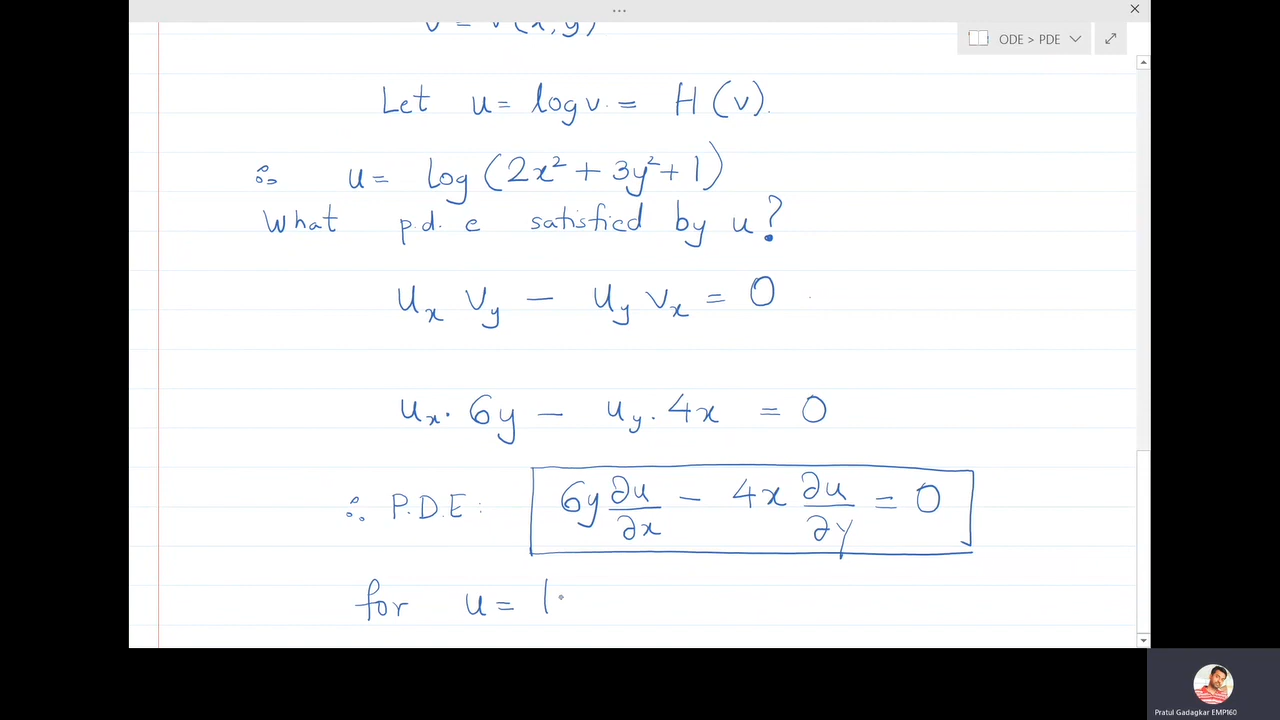 ODE > PDE
v = v(x,y)
Let u = log v. = H(v).
∴ u = log (2x² + 3y² + 1)
What p.d.e satisfied by u?
uₓ v_y − u_y vₓ = 0
uₓ · 6y − u_y · 4x = 0
∴ P.D.E: 6y ∂u/∂x − 4x ∂u/∂y = 0
for u = l
Pratul Gadagkar EMP160